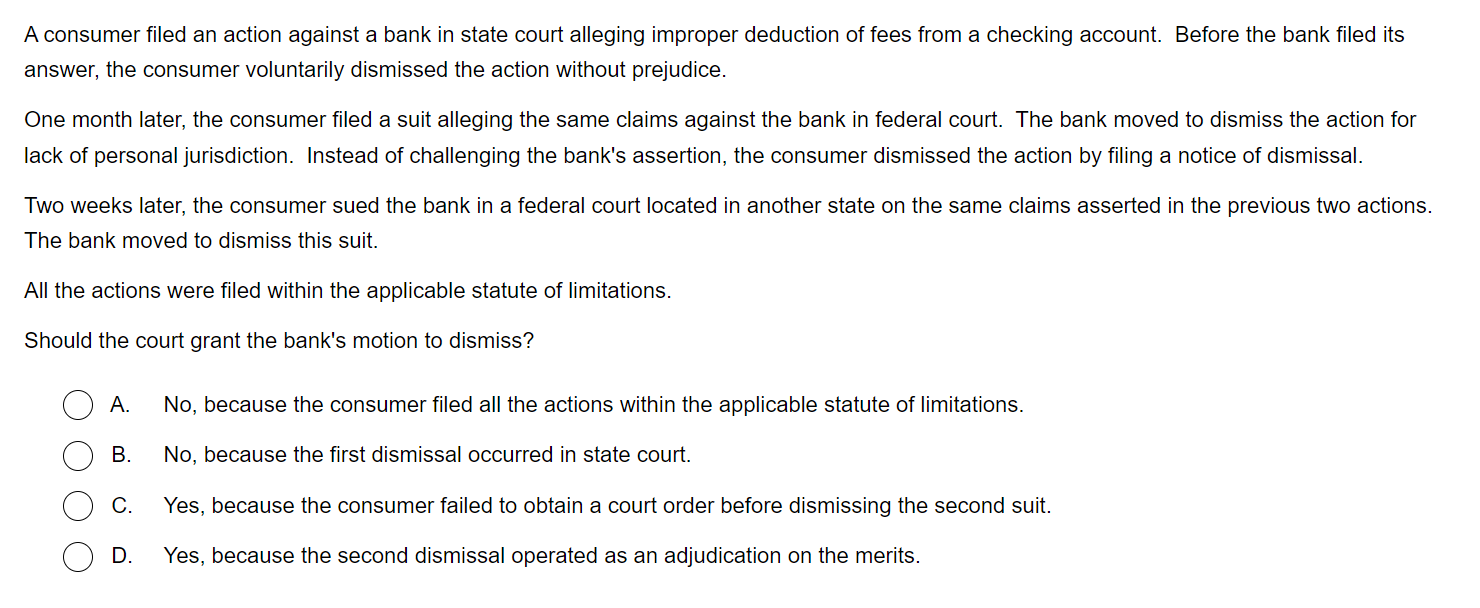 A consumer filed an action against a bank in state court alleging improper deduction of fees from a checking account.  Before the bank filed its
answer, the consumer voluntarily dismissed the action without prejudice.
One month later, the consumer filed a suit alleging the same claims against the bank in federal court.  The bank moved to dismiss the action for
lack of personal jurisdiction.  Instead of challenging the bank's assertion, the consumer dismissed the action by filing a notice of dismissal.
Two weeks later, the consumer sued the bank in a federal court located in another state on the same claims asserted in the previous two actions.
The bank moved to dismiss this suit.
All the actions were filed within the applicable statute of limitations.
Should the court grant the bank's motion to dismiss?
A. No, because the consumer filed all the actions within the applicable statute of limitations.
B. No, because the first dismissal occurred in state court.
C. Yes, because the consumer failed to obtain a court order before dismissing the second suit.
D. Yes, because the second dismissal operated as an adjudication on the merits.